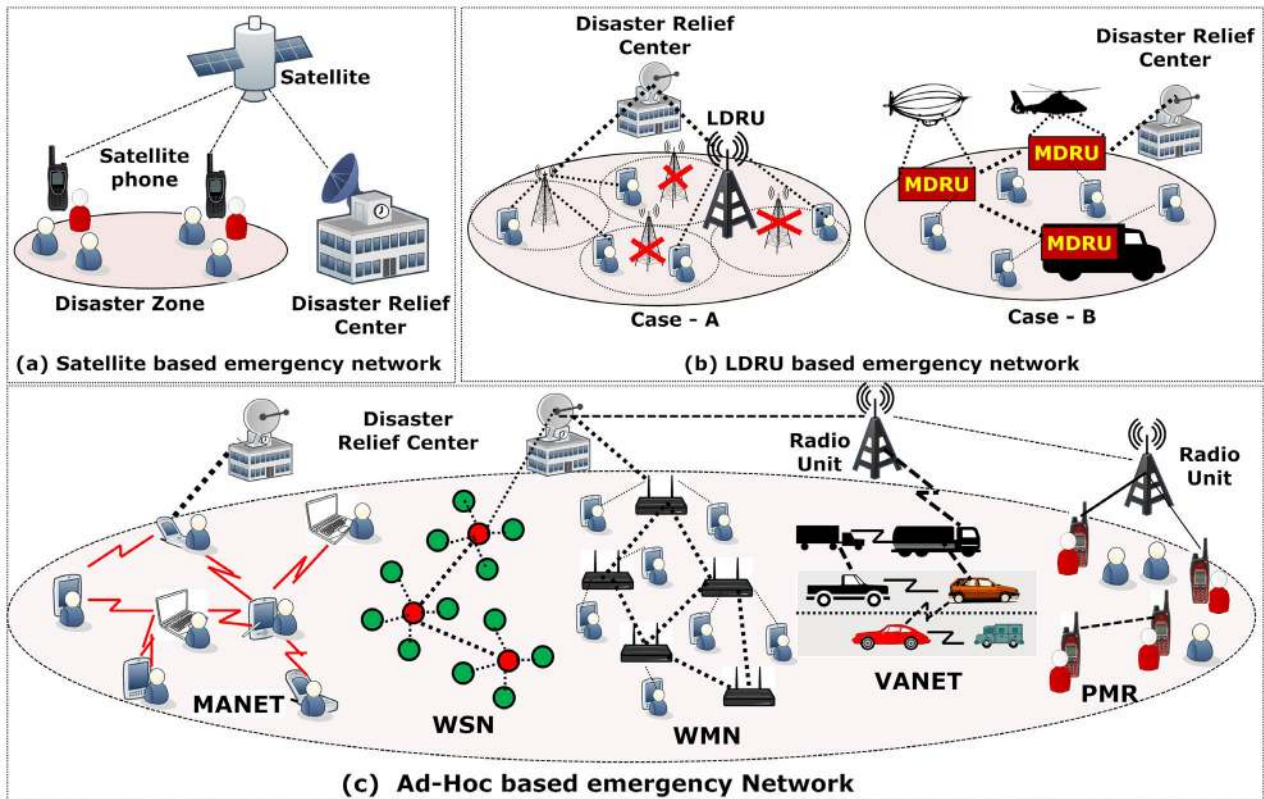 Satellite
Satellite
phone
Disaster Zone
Disaster Relief
Center
(a) Satellite based emergency network
Disaster Relief
Center
LDRU
Case - A
Disaster Relief
Center
MDRU
MDRU
MDRU
Case - B
(b) LDRU based emergency network
Disaster
Relief Center
Radio
Unit
Radio
Unit
MANET
WSN
WMN
VANET
PMR
(c) Ad-Hoc based emergency Network